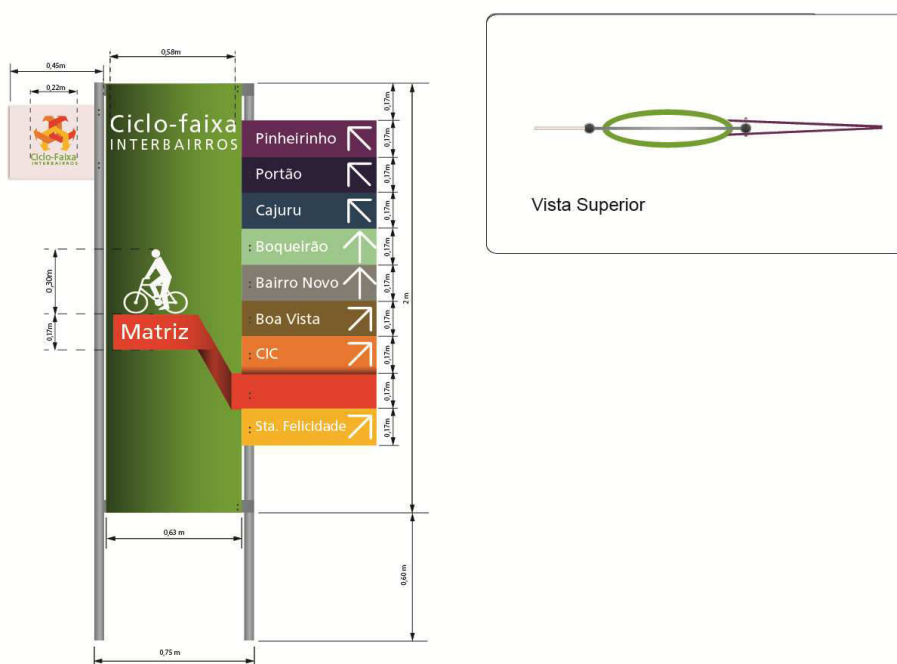 0,58m
0,45m
0,22m
Ciclo-Faixa
INTERBAIRROS
Ciclo-faixa
INTERBAIRROS
0,17m
Pinheirinho
0,17m
Portão
0,17m
Cajuru
0,17m
: Boqueirão
0,17m
: Bairro Novo
0,17m
: Boa Vista
0,17m
: CIC
0,17m
:
0,17m
: Sta. Felicidade
0,17m
0,30m
0,17m
Matriz
2 m
0,63 m
0,60 m
0,75 m
Vista Superior